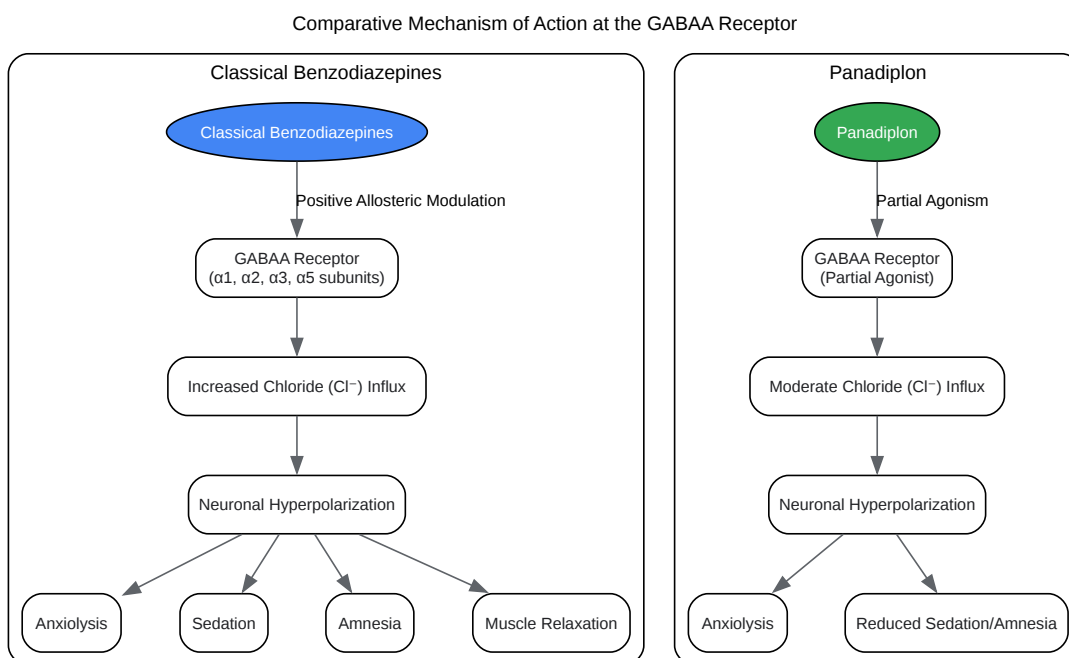 Comparative Mechanism of Action at the GABAA Receptor
Classical Benzodiazepines
Classical Benzodiazepines
Positive Allosteric Modulation
GABAA Receptor
(α1, α2, α3, α5 subunits)
Increased Chloride (Cl⁻) Influx
Neuronal Hyperpolarization
Anxiolysis
Sedation
Amnesia
Muscle Relaxation
Panadiplon
Panadiplon
Partial Agonism
GABAA Receptor
(Partial Agonist)
Moderate Chloride (Cl⁻) Influx
Neuronal Hyperpolarization
Anxiolysis
Reduced Sedation/Amnesia